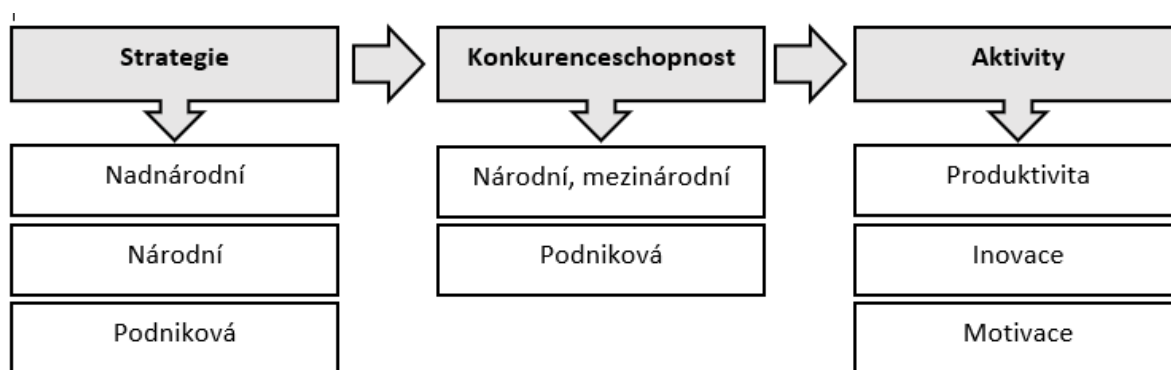 Strategie
Konkurenceschopnost
Aktivity
Nadnárodní
Národní, mezinárodní
Produktivita
Národní
Podniková
Inovace
Podniková
Motivace